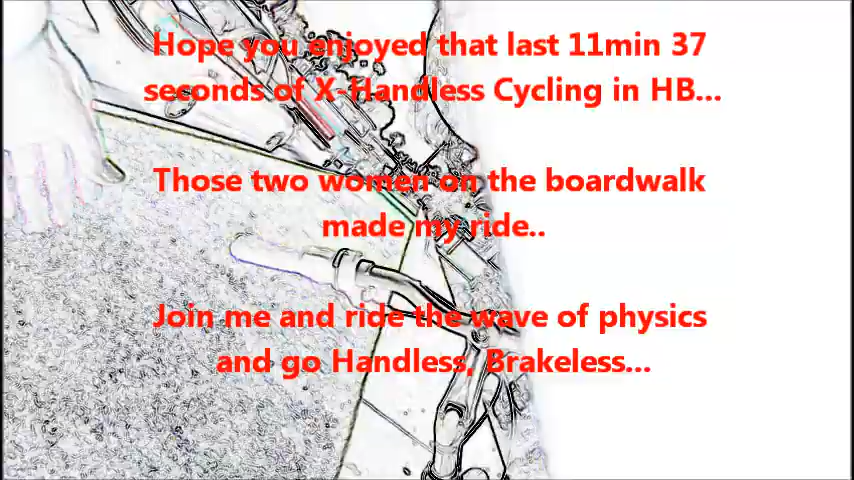 Hope you enjoyed that last 11min 37
seconds of X-Handless Cycling in HB...
Those two women on the boardwalk
made my ride..
Join me and ride the wave of physics
and go Handless, Brakeless...